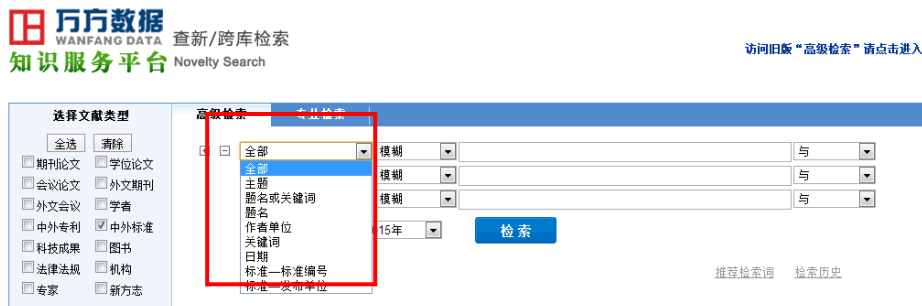 万方数据
WANFANG DATA
知识服务平台
查新/跨库检索
Novelty Search
访问旧版“高级检索”请点击进入
选择文献类型
全选 清除
期刊论文 学位论文
会议论文 外文期刊
外文会议 学者
中外专利 中外标准
科技成果 图书
法律法规 机构
专家 新方志
高级检索 专业检索
全部 模糊 与
模糊 与
模糊 与
全部
主题
题名或关键词
题名
作者单位
关键词
日期
标准—标准编号
标准—发布单位
15年
检索
推荐检索词 检索历史